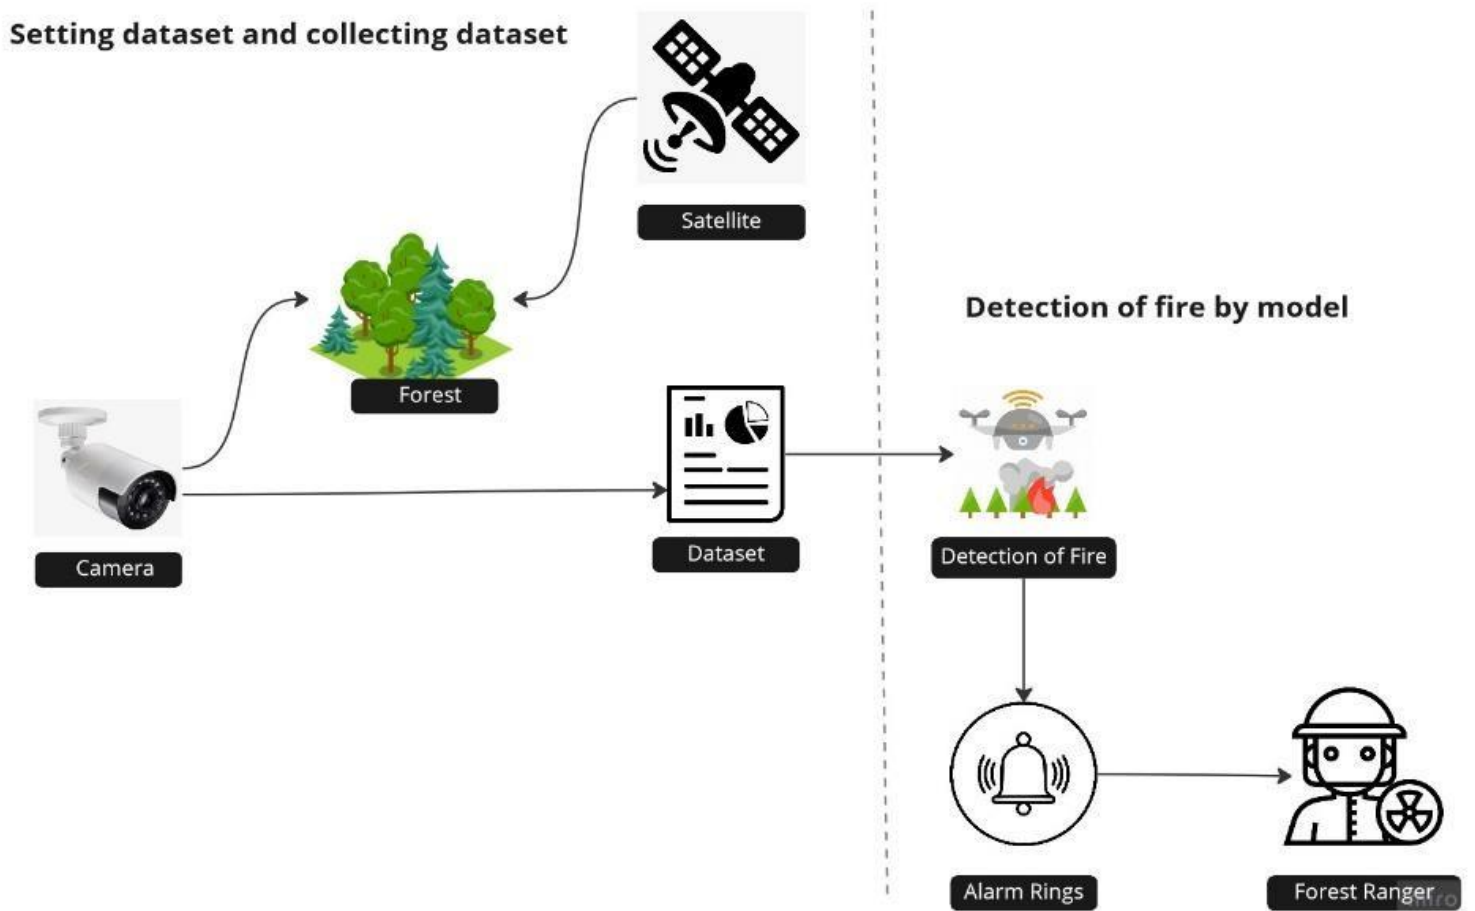 Setting dataset and collecting dataset
Satellite
Detection of fire by model
Forest
Camera
Dataset
Detection of Fire
Alarm Rings
Forest Ranger
miro